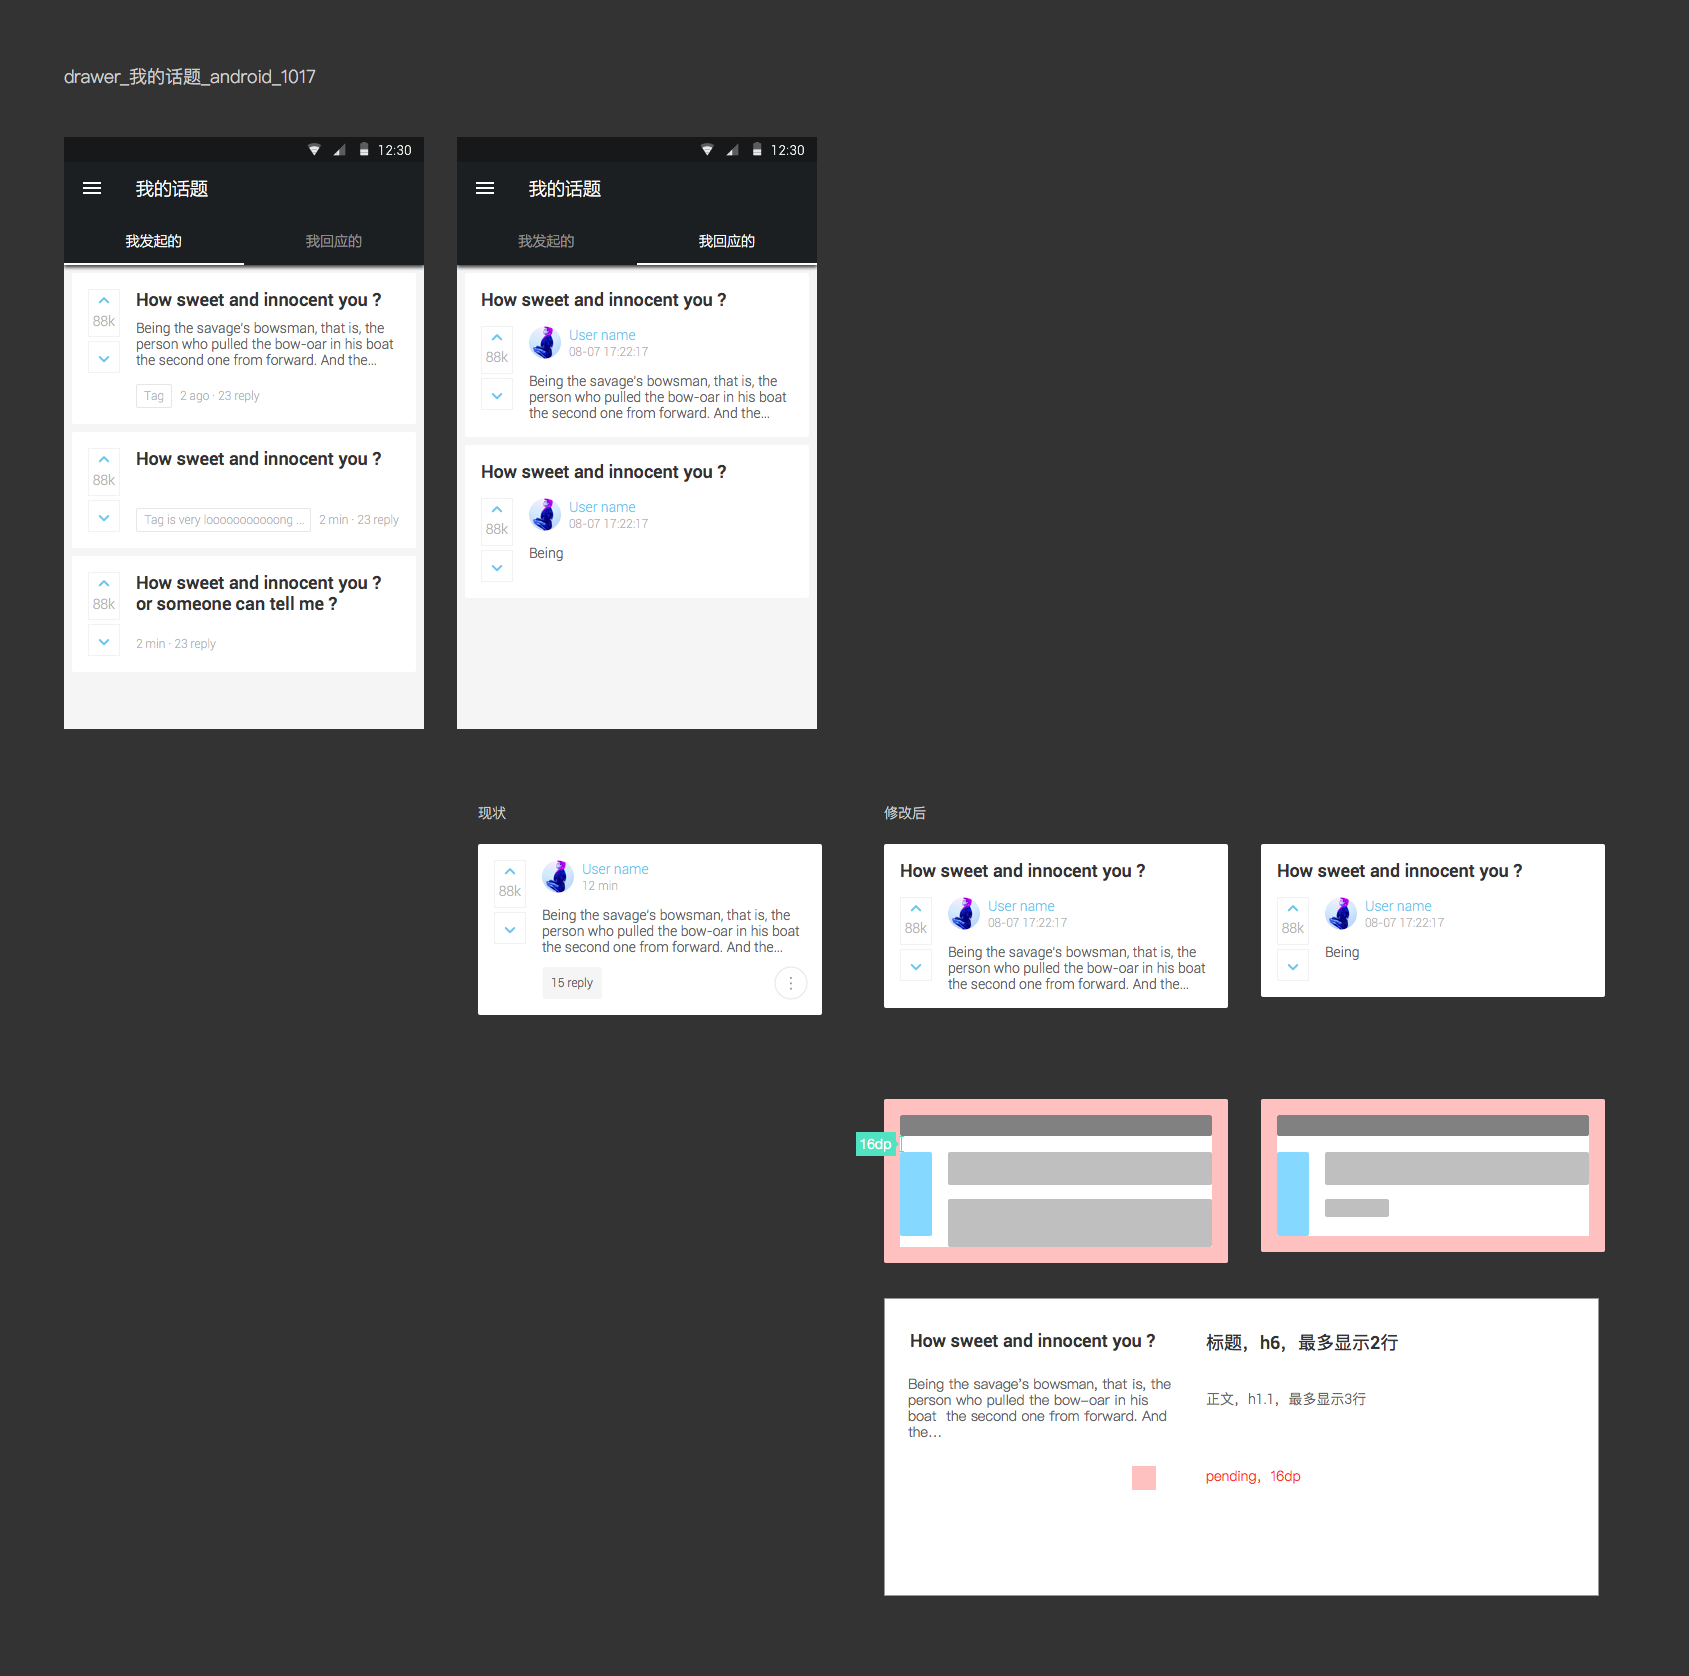 drawer_我的话题_android_1017
12:30
我的话题
我发起的
我回应的
88k
How sweet and innocent you ?
Being the savage's bowsman, that is, the
person who pulled the bow-oar in his boat
the second one from forward. And the...
Tag
2 ago · 23 reply
88k
How sweet and innocent you ?
Tag is very looooooooooong ...
2 min · 23 reply
88k
How sweet and innocent you ?
or someone can tell me ?
2 min · 23 reply
12:30
我的话题
我发起的
我回应的
How sweet and innocent you ?
88k
User name
08-07 17:22:17
Being the savage's bowsman, that is, the
person who pulled the bow-oar in his boat
the second one from forward. And the...
How sweet and innocent you ?
88k
User name
08-07 17:22:17
Being
现状
88k
User name
12 min
Being the savage's bowsman, that is, the
person who pulled the bow-oar in his boat
the second one from forward. And the...
15 reply
修改后
How sweet and innocent you ?
88k
User name
08-07 17:22:17
Being the savage's bowsman, that is, the
person who pulled the bow-oar in his boat
the second one from forward. And the...
How sweet and innocent you ?
88k
User name
08-07 17:22:17
Being
16dp
How sweet and innocent you ?
标题，h6，最多显示2行
Being the savage's bowsman, that is, the
person who pulled the bow-oar in his
boat  the second one from forward. And
the...
正文，h1.1，最多显示3行
pending，16dp